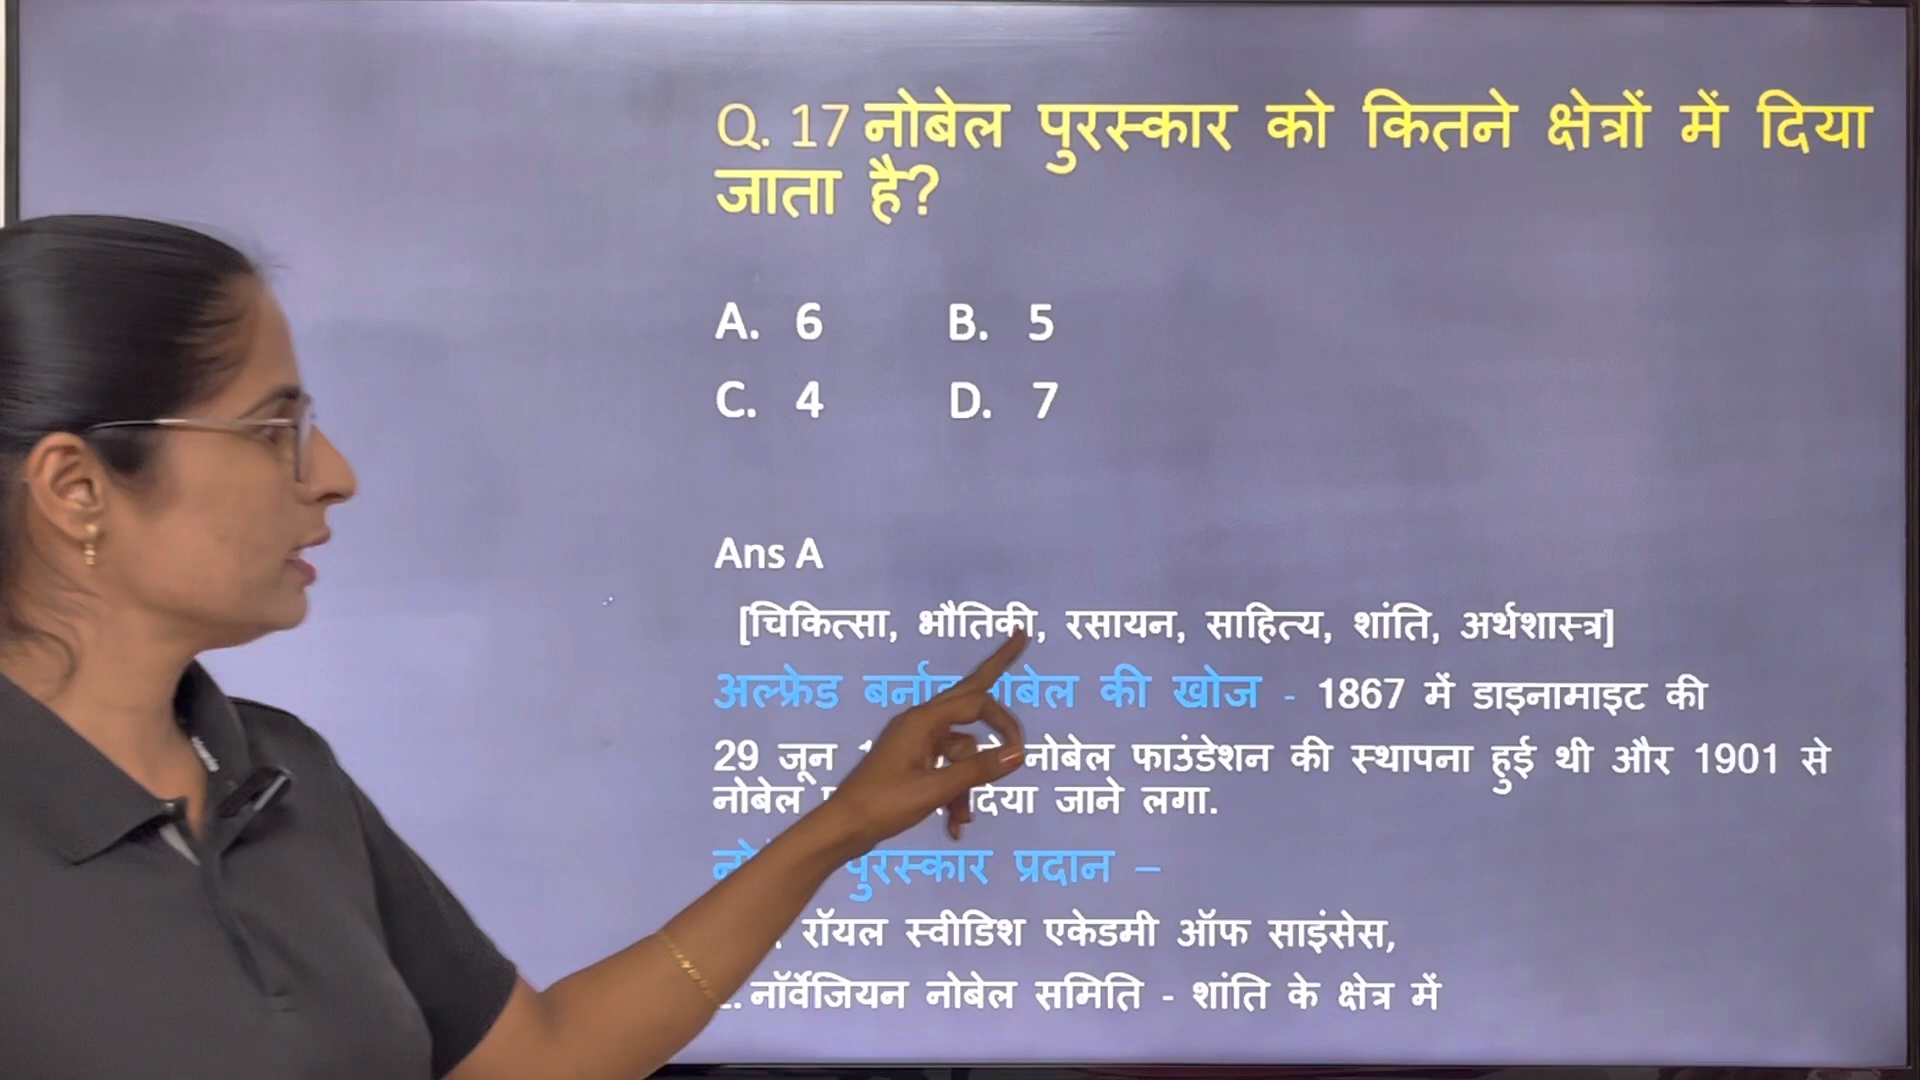 Q. 17 नोबेल पुरस्कार को कितने क्षेत्रों में दिया
जाता है?
A. 6 B. 5
C. 4 D. 7
Ans A
[चिकित्सा, भौतिकी, रसायन, साहित्य, शांति, अर्थशास्त्र]
अल्फ्रेड की खोज - 1867 में डाइनामाइट की
29 जून नोबेल फाउंडेशन की स्थापना हुई थी और 1901 से
नोबेल दिया जाने लगा.
पुरस्कार प्रदान –
रॉयल स्वीडिश एकेडमी ऑफ साइंसेस,
नॉर्वेजियन नोबेल समिति - शांति के क्षेत्र में